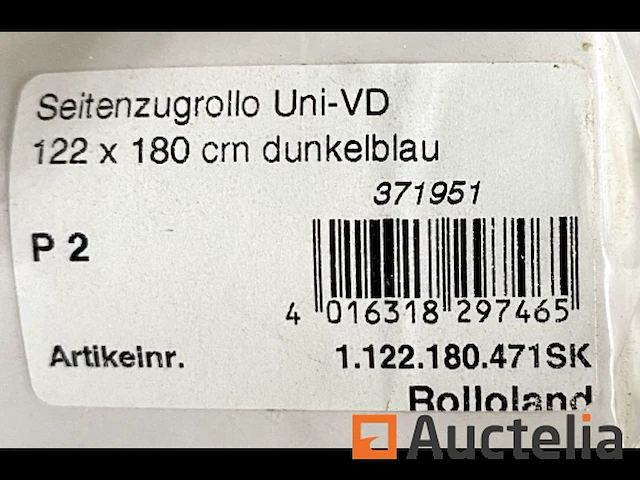 Seitenzugrollo Uni-VD
122 x 180 cm dunkelblau
371951
P 2
4 016318 297465
Artikelnr. 1.122.180.471SK
Rolloland
Auctelia